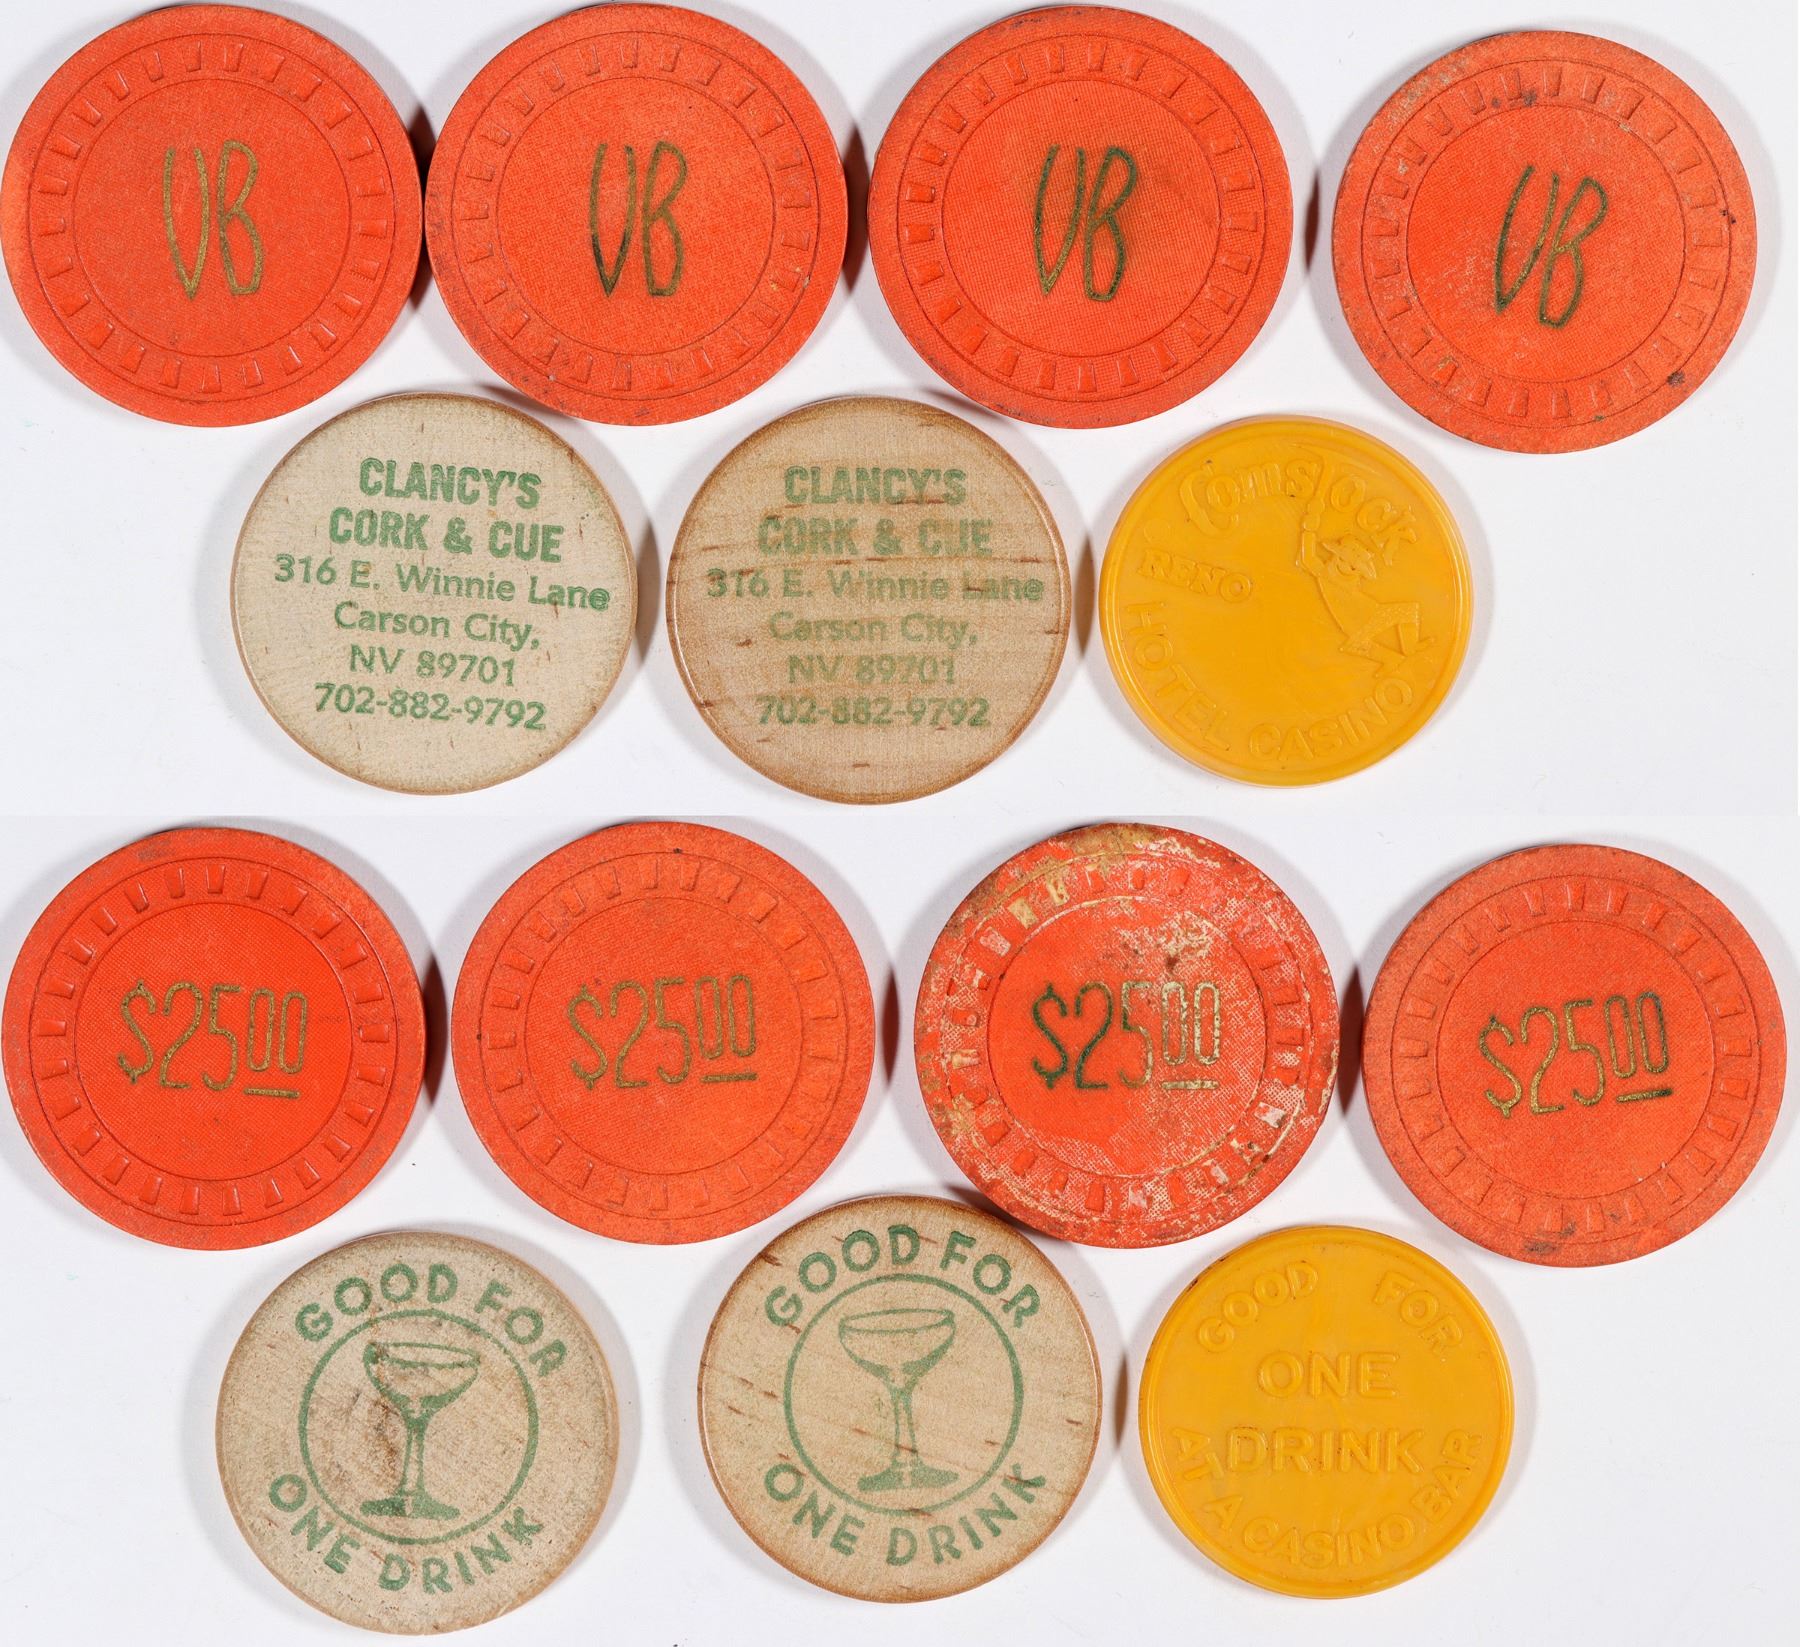 VB
VB
VB
VB
CLANCY'S
CORK & CUE
316 E. Winnie Lane
Carson City,
NV 89701
702-882-9792
CLANCY'S
CORK & CUE
316 E. Winnie Lane
Carson City,
NV 89701
702-882-9792
Comstock
RENO
HOTEL CASINO
$25 00
$25 00
$25 00
$25 00
GOOD FOR
ONE DRINK
GOOD FOR
ONE DRINK
GOOD FOR
ONE
DRINK
AT A CASINO BAR